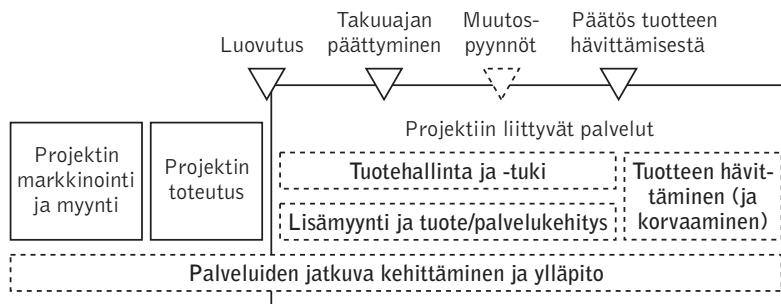 Luovutus
Takuuajan
päättyminen
Muutos-
pyynnöt
Päätös tuotteen
hävittämisestä
Projektin
markkinointi
ja myynti
Projektin
toteutus
Projektiin liittyvät palvelut
Tuotehallinta ja -tuki
Lisämyynti ja tuote/palvelukehitys
Tuotteen hävit-
täminen (ja
korvaaminen)
Palveluiden jatkuva kehittäminen ja ylläpito